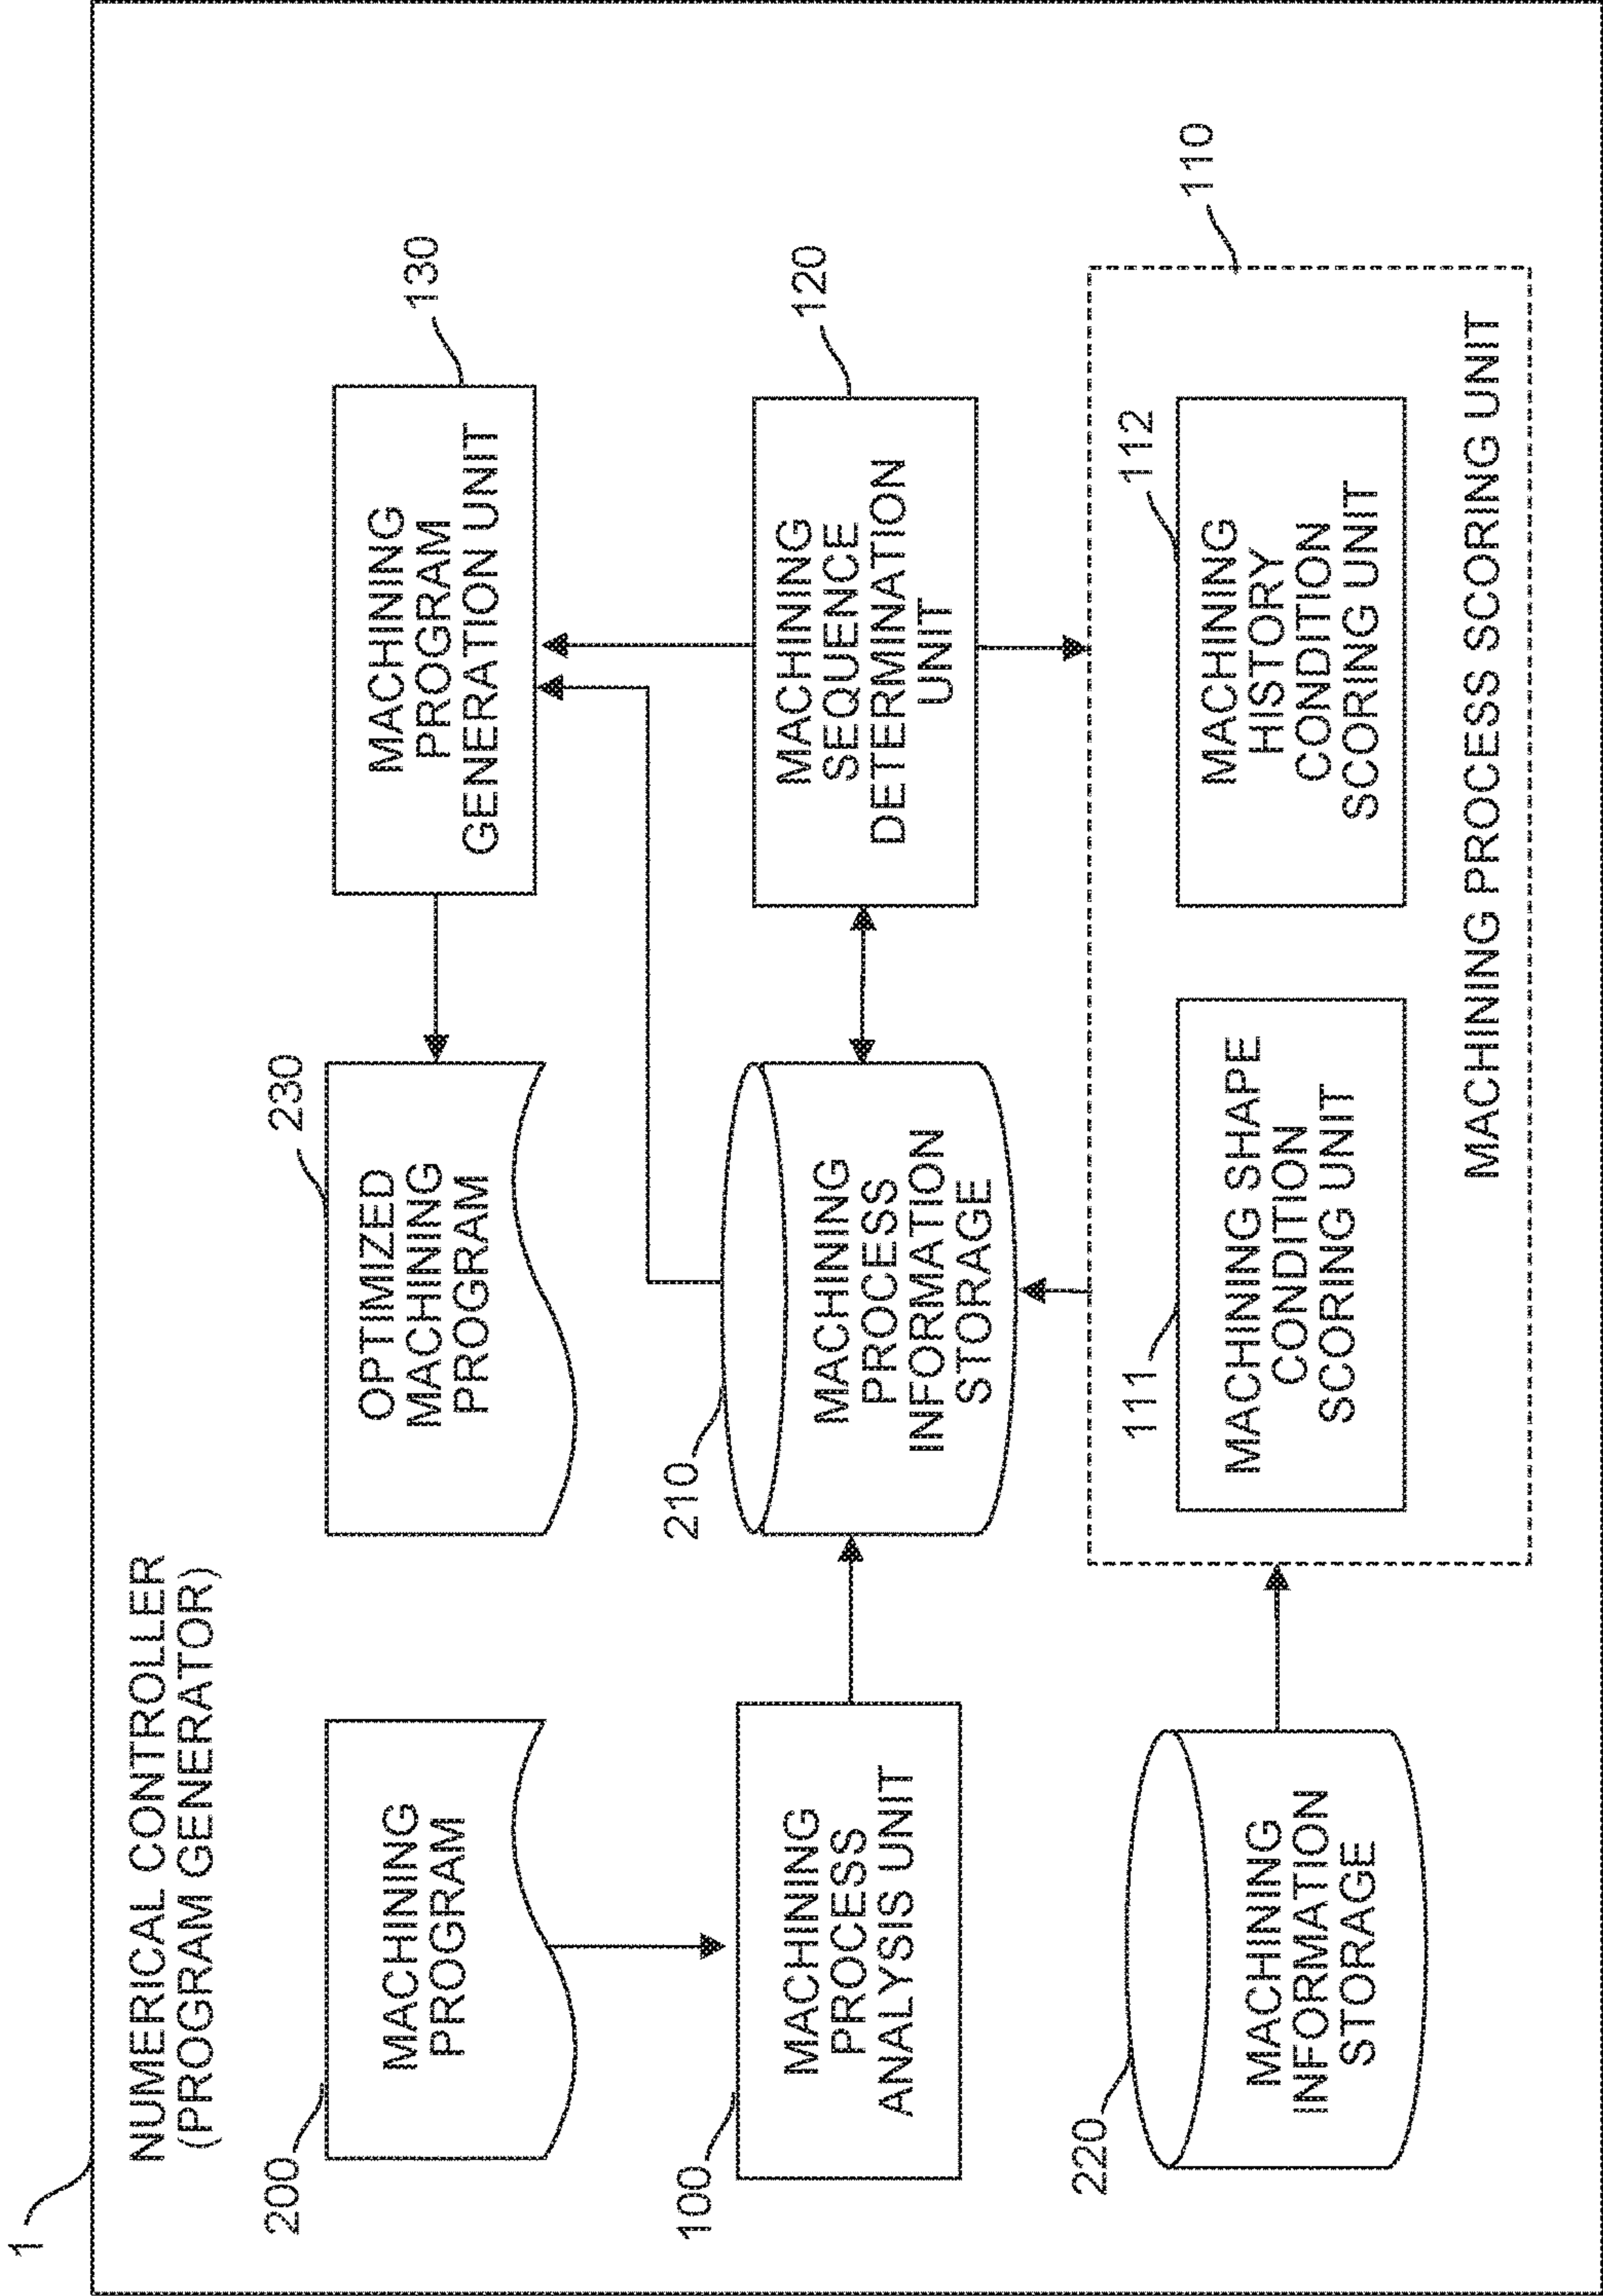 1
NUMERICAL CONTROLLER
(PROGRAM GENERATOR)
200
MACHINING
PROGRAM
230
OPTIMIZED
MACHINING
PROGRAM
130
MACHINING
PROGRAM
GENERATION UNIT
100
MACHINING
PROCESS
ANALYSIS UNIT
210
MACHINING
PROCESS
INFORMATION
STORAGE
120
MACHINING
SEQUENCE
DETERMINATION
UNIT
220
MACHINING
INFORMATION
STORAGE
110
111
MACHINING SHAPE
CONDITION
SCORING UNIT
112
MACHINING
HISTORY
CONDITION
SCORING UNIT
MACHINING PROCESS SCORING UNIT